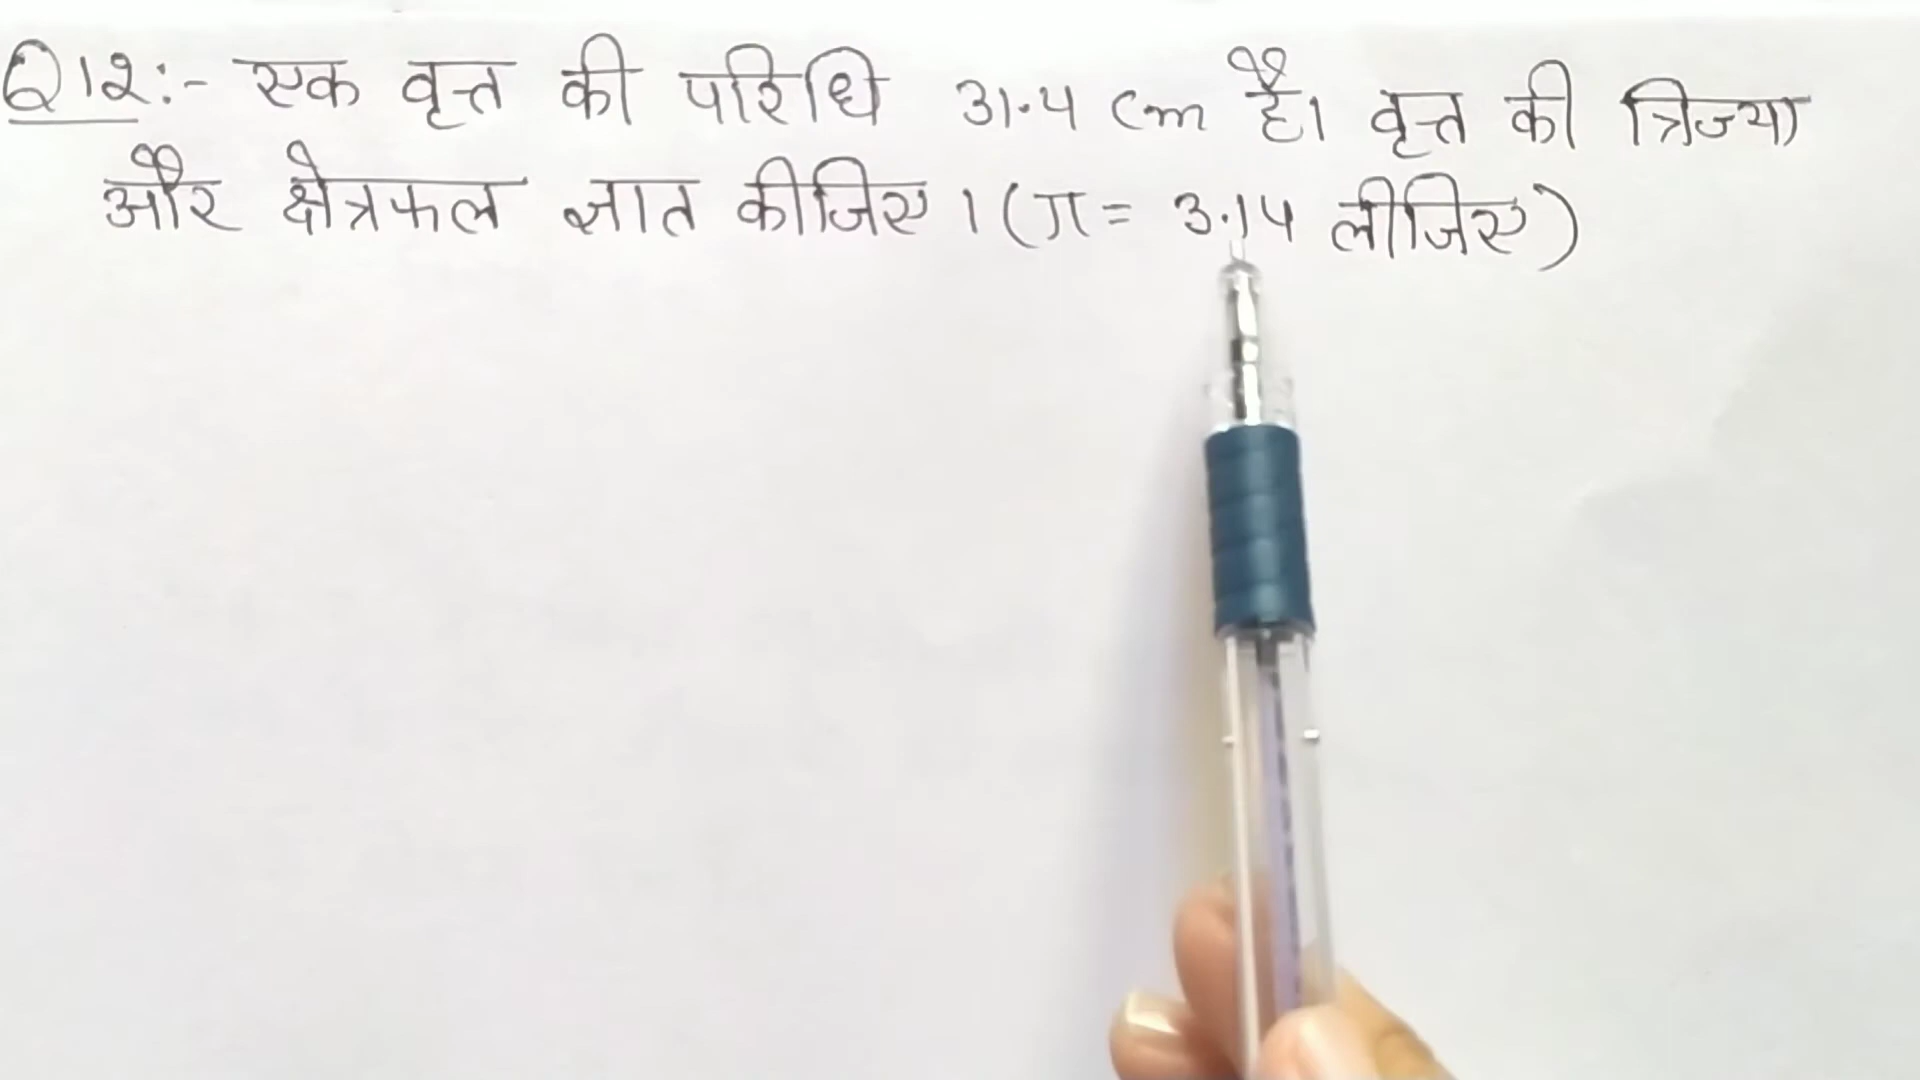 Q12:- एक वृत्त की परिधि 31.4 cm है। वृत्त की त्रिज्या
और क्षेत्रफल ज्ञात कीजिए । (π = 3.14 लीजिए)